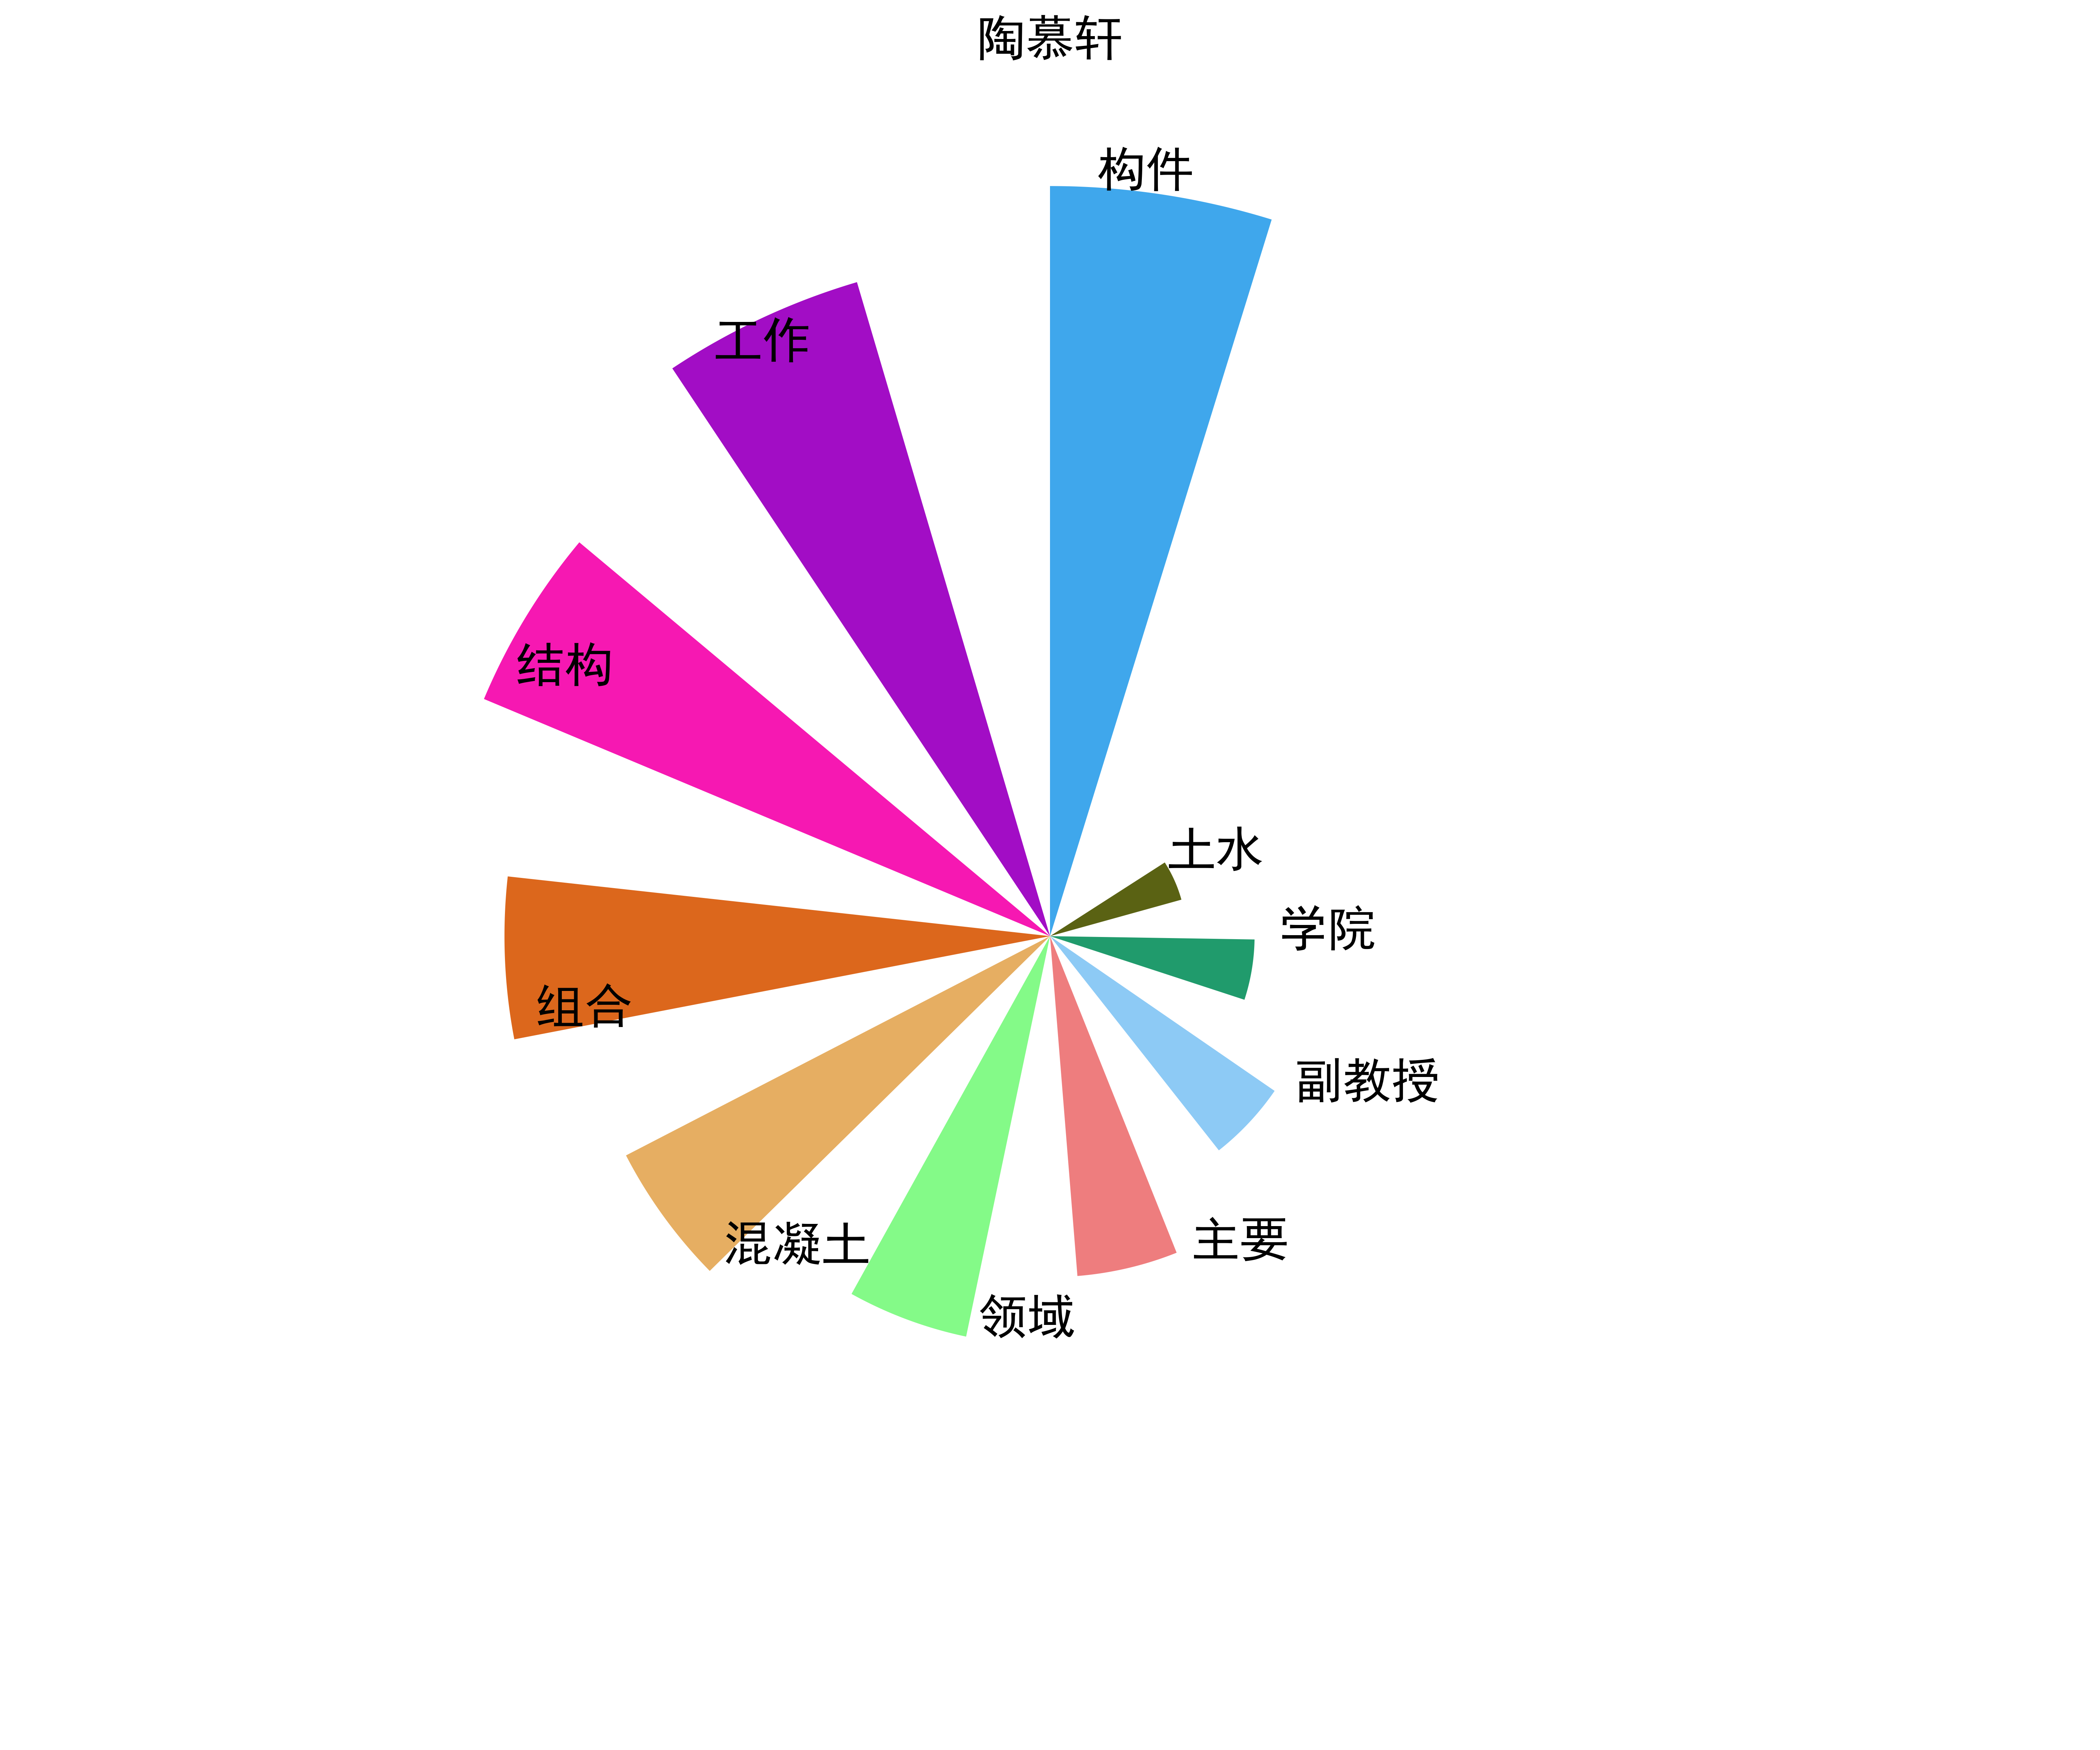 陶慕轩
构件
工作
结构
土水
学院
组合
副教授
主要
混凝土
领域